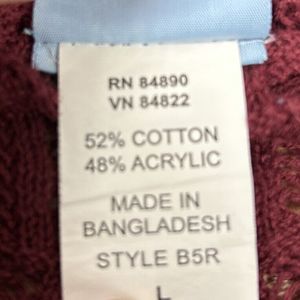 RN 84890
VN 84822
52% COTTON
48% ACRYLIC
MADE IN
BANGLADESH
STYLE B5R
L